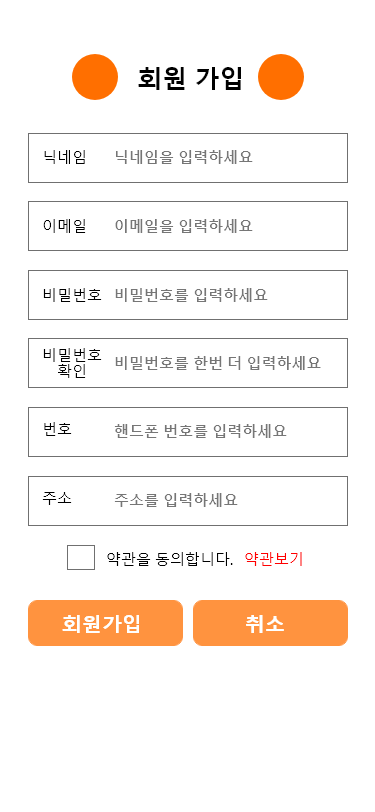 회원 가입
닉네임 닉네임을 입력하세요
이메일 이메일을 입력하세요
비밀번호 비밀번호를 입력하세요
비밀번호
확인 비밀번호를 한번 더 입력하세요
번호 핸드폰 번호를 입력하세요
주소 주소를 입력하세요
약관을 동의합니다. 약관보기
회원가입 취소